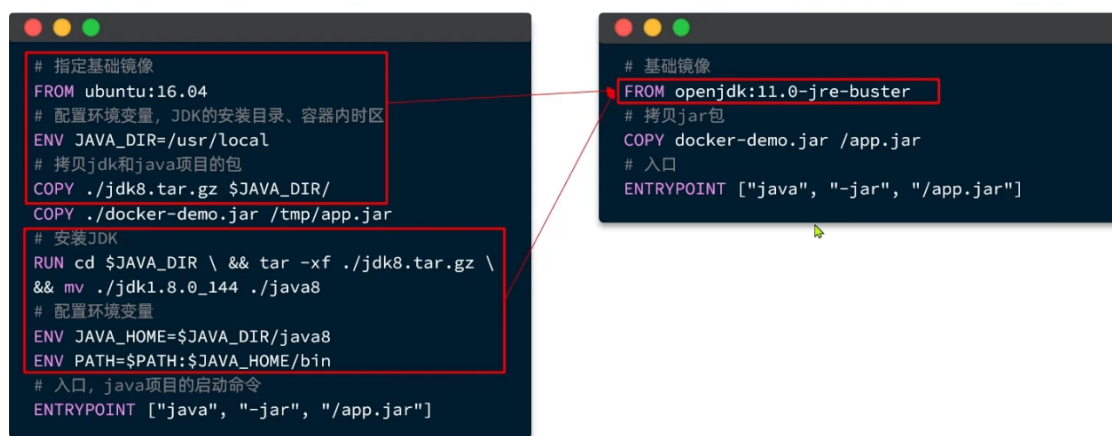 # 指定基础镜像
FROM ubuntu:16.04
# 配置环境变量，JDK的安装目录、容器内时区
ENV JAVA_DIR=/usr/local
# 拷贝jdk和java项目的包
COPY ./jdk8.tar.gz $JAVA_DIR/
COPY ./docker-demo.jar /tmp/app.jar
# 安装JDK
RUN cd $JAVA_DIR \ && tar -xf ./jdk8.tar.gz \
&& mv ./jdk1.8.0_144 ./java8
# 配置环境变量
ENV JAVA_HOME=$JAVA_DIR/java8
ENV PATH=$PATH:$JAVA_HOME/bin
# 入口，java项目的启动命令
ENTRYPOINT ["java", "-jar", "/app.jar"]
# 基础镜像
FROM openjdk:11.0-jre-buster
# 拷贝jar包
COPY docker-demo.jar /app.jar
# 入口
ENTRYPOINT ["java", "-jar", "/app.jar"]